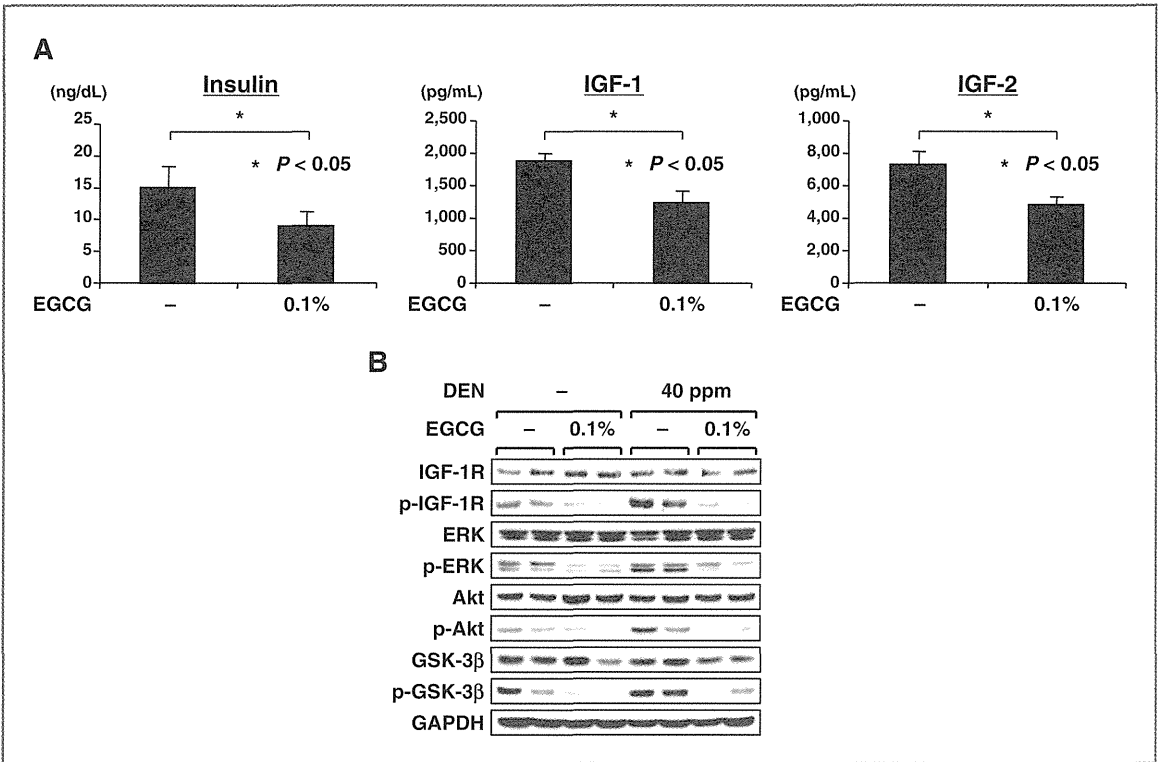 A
Insulin
(ng/dL)
25
20
15
10
5
0
*
* P < 0.05
EGCG – 0.1%
IGF-1
(pg/mL)
2,500
2,000
1,500
1,000
500
0
*
* P < 0.05
EGCG – 0.1%
IGF-2
(pg/mL)
1,000
8,00
6,00
4,00
2,00
0
*
* P < 0.05
EGCG – 0.1%
B
DEN – 40 ppm
EGCG – 0.1% – 0.1%
IGF-1R
p-IGF-1R
ERK
p-ERK
Akt
p-Akt
GSK-3β
p-GSK-3β
GAPDH